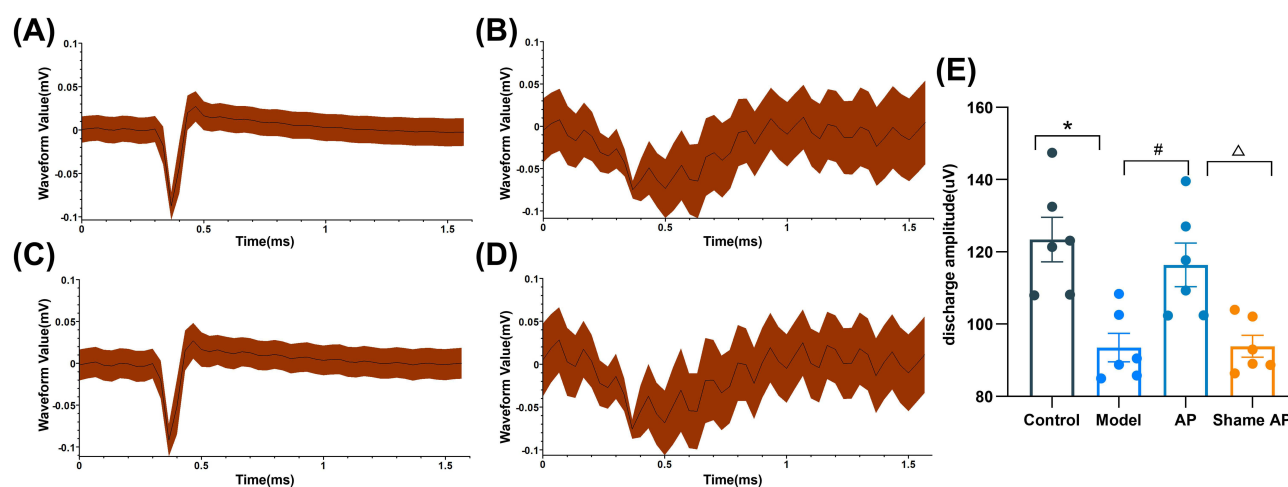 (A)
0.1
0.05
0
-0.05
-0.1
Waveform Value(mV)
0
0.5
1
1.5
Time(ms)
(B)
0.1
0.05
0
-0.05
-0.1
Waveform Value(mV)
0
0.5
1
1.5
Time(ms)
(C)
0.1
0.05
0
-0.05
-0.1
Waveform Value(mV)
0
0.5
1
1.5
Time(ms)
(D)
0.1
0.05
0
-0.05
-0.1
Waveform Value(mV)
0
0.5
1
1.5
Time(ms)
(E)
160
140
120
100
80
discharge amplitude(uV)
*
#
△
Control Model AP Shame AP